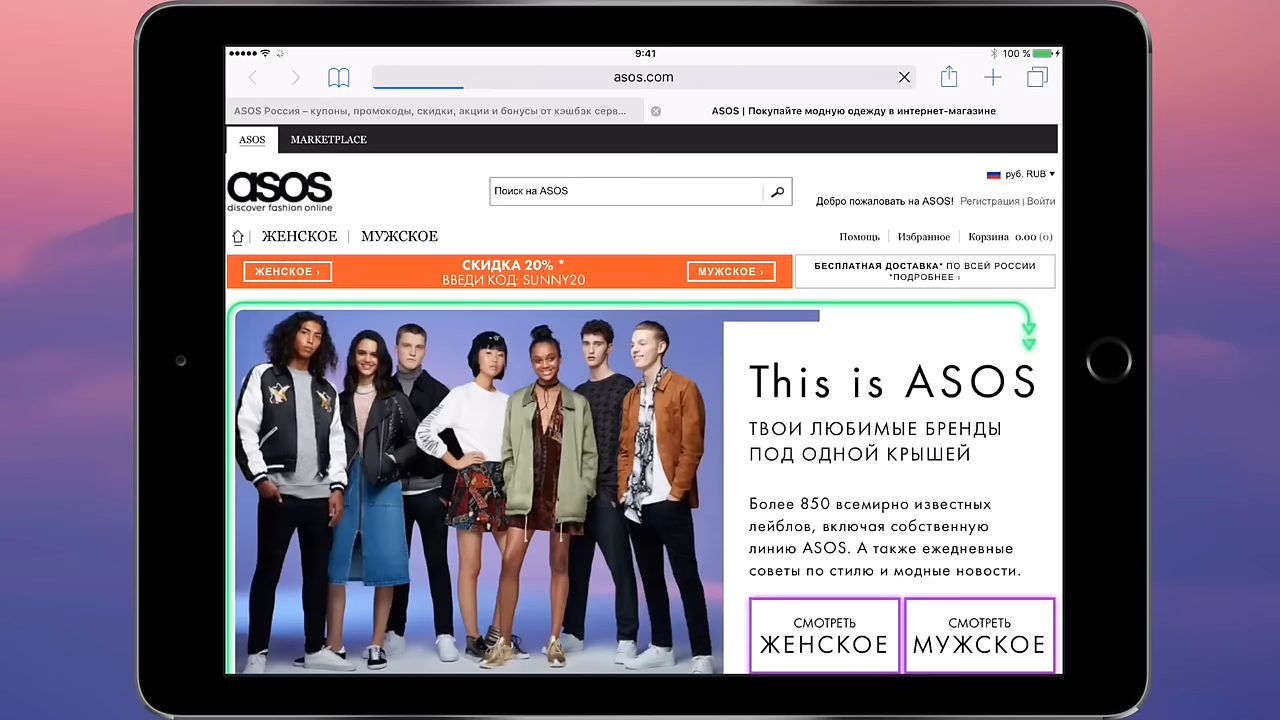 9:41
100 %
asos.com
ASOS Россия – купоны, промокоды, скидки, акции и бонусы от кэшбэк серв...
ASOS | Покупайте модную одежду в интернет-магазине
ASOS
MARKETPLACE
asos
discover fashion online
Поиск на ASOS
руб. RUB
Добро пожаловать на ASOS! Регистрация | Войти
ЖЕНСКОЕ | МУЖСКОЕ
Помощь | Избранное | Корзина 0.00 (0)
ЖЕНСКОЕ ›
СКИДКА 20% *
ВВЕДИ КОД: SUNNY20
МУЖСКОЕ ›
БЕСПЛАТНАЯ ДОСТАВКА* ПО ВСЕЙ РОССИИ
*ПОДРОБНЕЕ ›
This is ASOS
ТВОИ ЛЮБИМЫЕ БРЕНДЫ
ПОД ОДНОЙ КРЫШЕЙ
Более 850 всемирно известных
лейблов, включая собственную
линию ASOS. А также ежедневные
советы по стилю и модные новости.
СМОТРЕТЬ
ЖЕНСКОЕ
СМОТРЕТЬ
МУЖСКОЕ